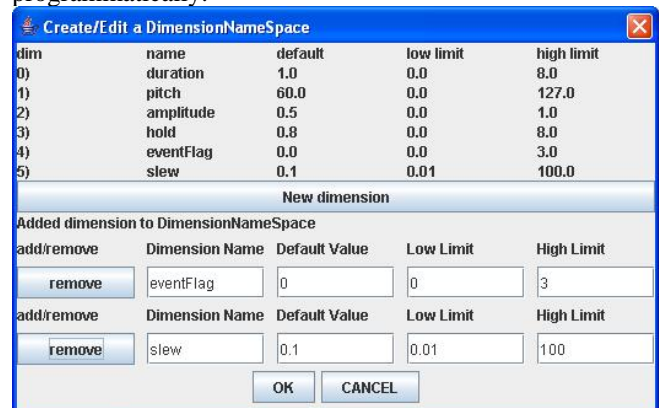 programmatically.
Create/Edit a DimensionNameSpace
dim name default low limit high limit
0) duration 1.0 0.0 8.0
1) pitch 60.0 0.0 127.0
2) amplitude 0.5 0.0 1.0
3) hold 0.8 0.0 8.0
4) eventFlag 0.0 0.0 3.0
5) slew 0.1 0.01 100.0
New dimension
Added dimension to DimensionNameSpace
add/remove Dimension Name Default Value Low Limit High Limit
remove eventFlag 0 0 3
add/remove Dimension Name Default Value Low Limit High Limit
remove slew 0.1 0.01 100
OK CANCEL